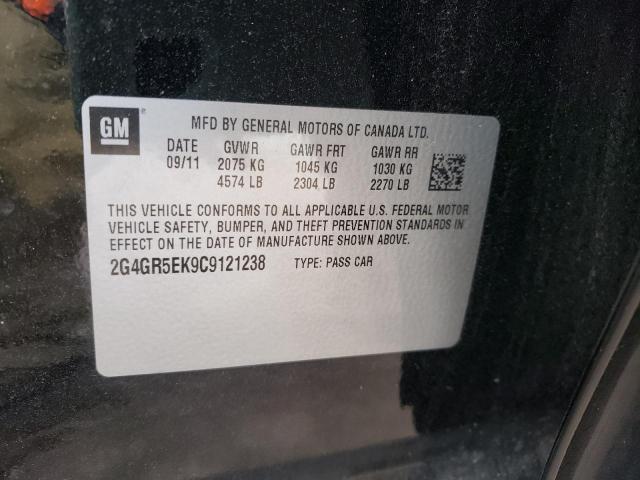 GM ®
MFD BY GENERAL MOTORS OF CANADA LTD.
DATE GVWR GAWR FRT GAWR RR
09/11 2075 KG 1045 KG 1030 KG
4574 LB 2304 LB 2270 LB
THIS VEHICLE CONFORMS TO ALL APPLICABLE U.S. FEDERAL MOTOR
VEHICLE SAFETY, BUMPER, AND THEFT PREVENTION STANDARDS IN
EFFECT ON THE DATE OF MANUFACTURE SHOWN ABOVE.
2G4GR5EK9C9121238 TYPE: PASS CAR